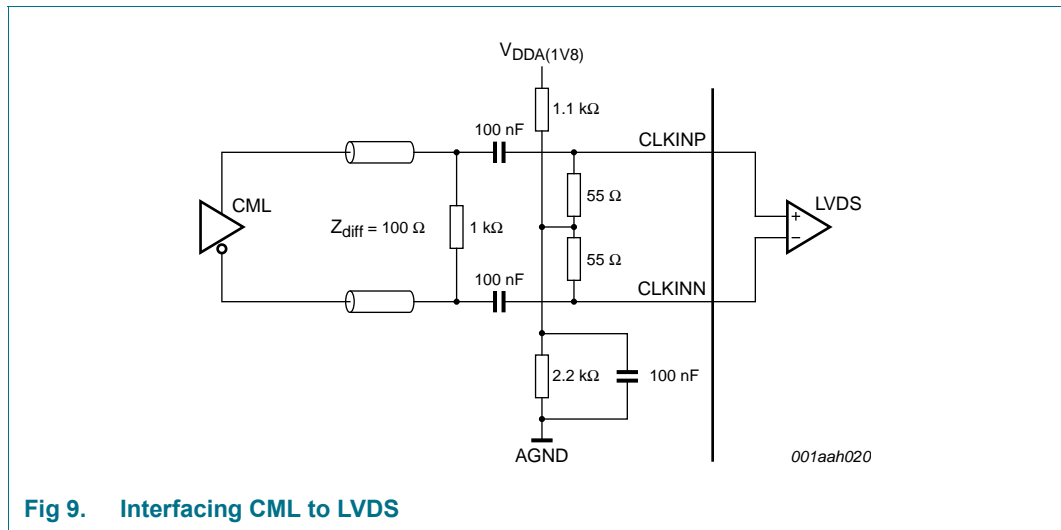 VDDA(1V8)
1.1 kΩ
100 nF
CLKINP
55 Ω
CML
LVDS
Zdiff = 100 Ω
1 kΩ
+
−
55 Ω
100 nF
CLKINN
2.2 kΩ
100 nF
AGND
001aah020
Fig 9. Interfacing CML to LVDS